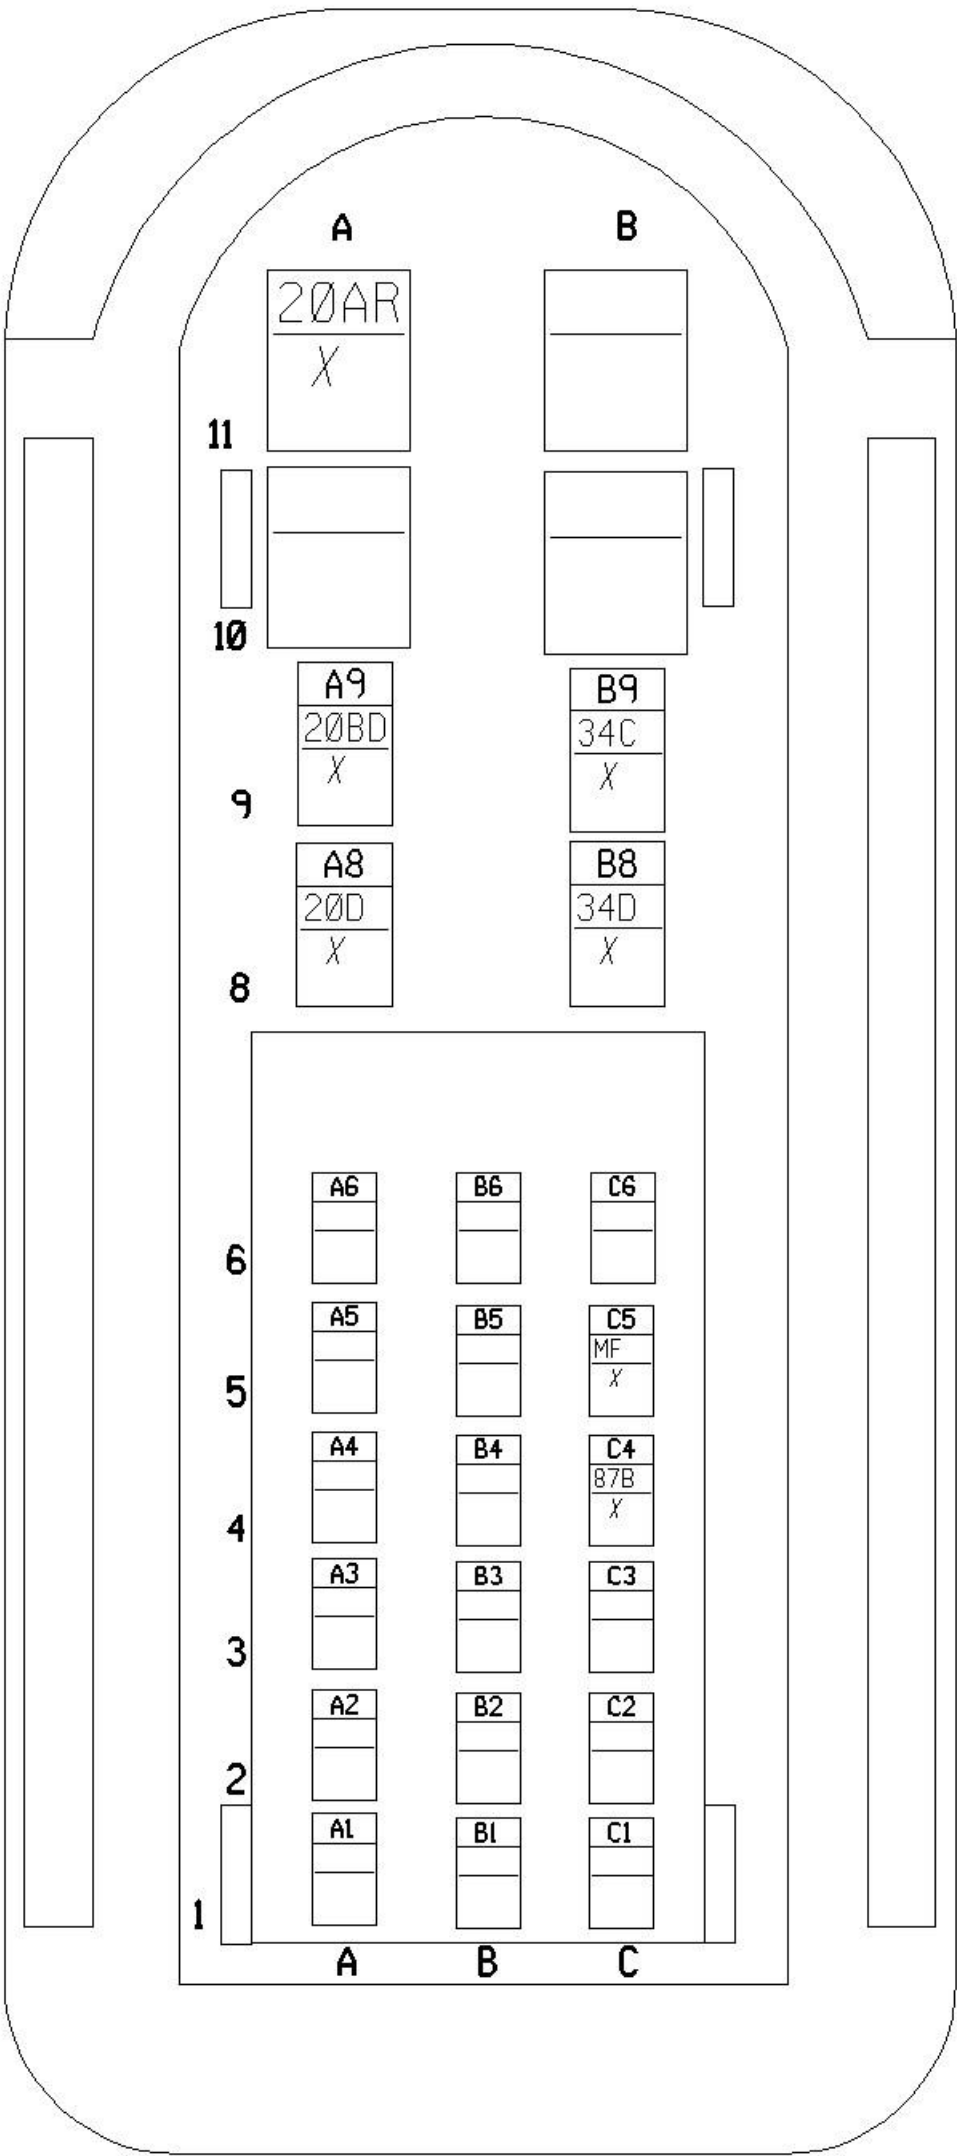 A B
20AR
X
11
10
A9 B9
20BD 34C
X X
9
A8 B8
20D 34D
X X
8
A6 B6 C6
6
A5 B5 C5
MF
X
5
A4 B4 C4
87B
X
4
A3 B3 C3
3
A2 B2 C2
2
A1 B1 C1
1
A B C